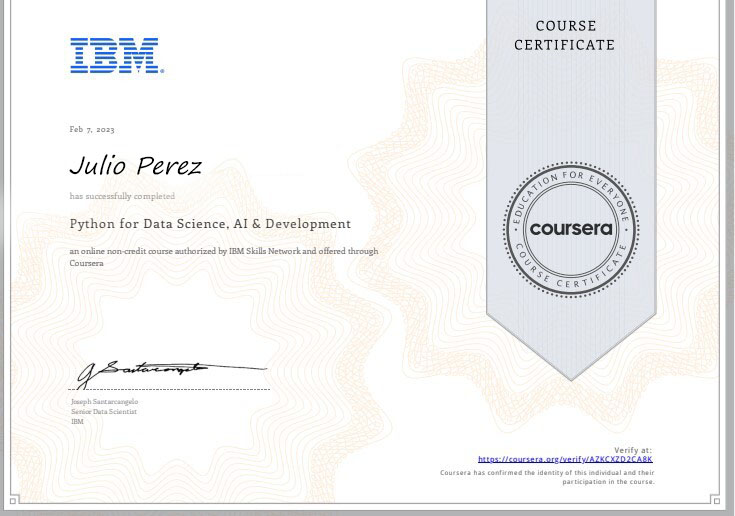 IBM
COURSE
CERTIFICATE
Feb 7, 2023
Julio Perez
has successfully completed
Python for Data Science, AI & Development
an online non-credit course authorized by IBM Skills Network and offered through
Coursera
EDUCATION FOR EVERYONE
coursera
COURSE CERTIFICATE
J Santarcangelo
Joseph Santarcangelo
Senior Data Scientist
IBM
Verify at:
https://coursera.org/verify/AZKCXZD2CA8K
Coursera has confirmed the identity of this individual and their
participation in the course.